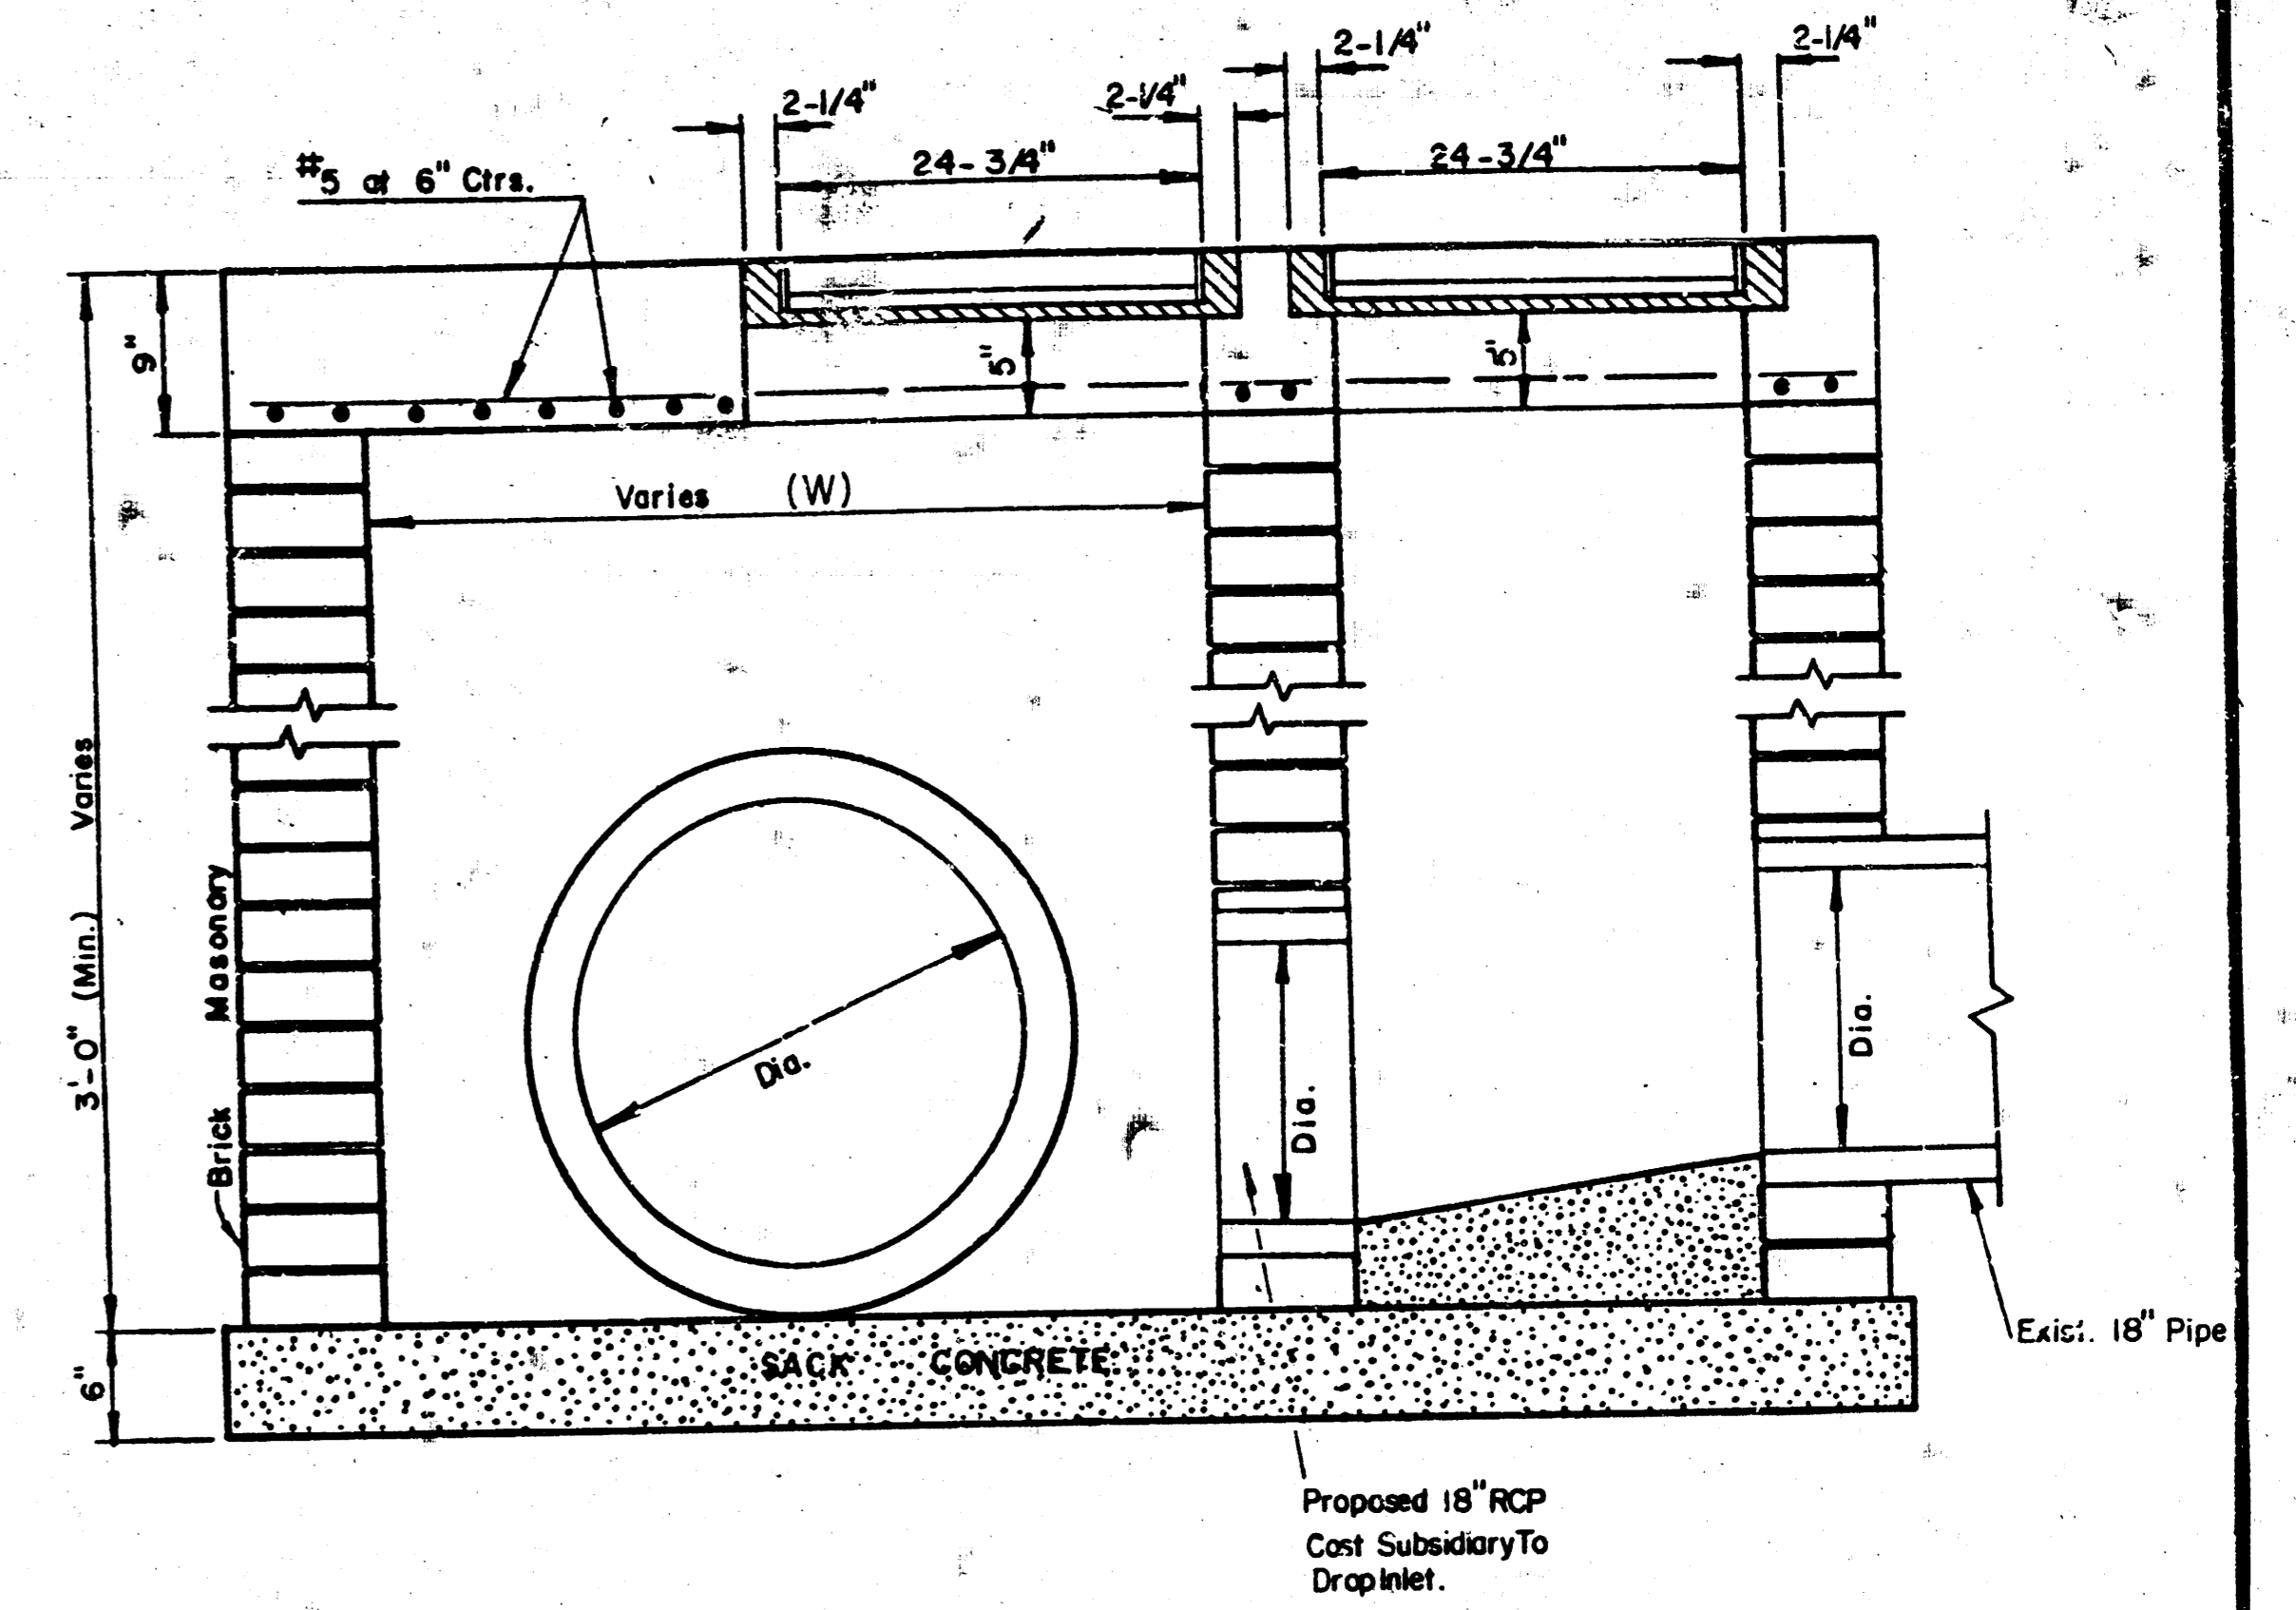 2-1/4"
2-1/4"
2-1/4"
2-1/4"
24-3/4"
24-3/4"
#5 at 6" Ctrs.
9"
5"
5"
Varies (W)
3'-0" (Min.) Varies
Brick Masonory
Dia.
Dia.
Dia.
SACK CONCRETE
6"
Exist. 18" Pipe
Proposed 18" RCP
Cost Subsidiary To
Drop Inlet.